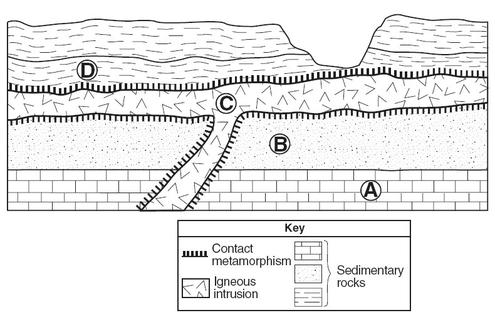 D
C
B
A
Key
Contact
metamorphism
Igneous
intrusion
Sedimentary
rocks